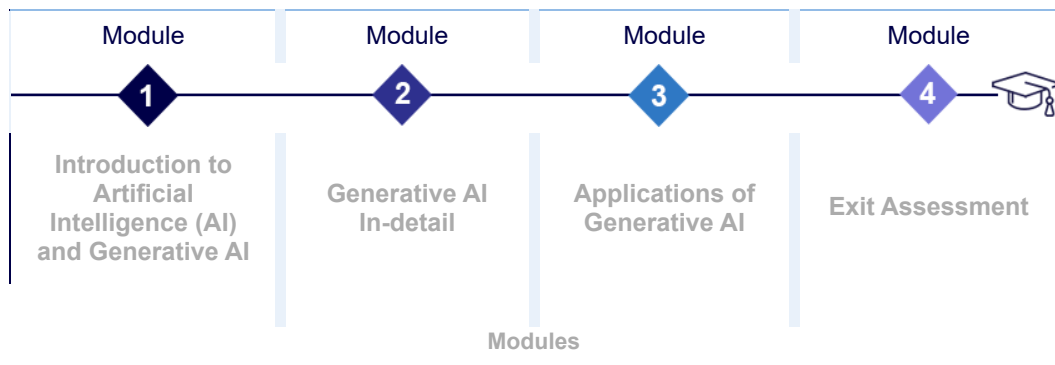 Module
1
Introduction to
Artificial
Intelligence (AI)
and Generative AI
Module
2
Generative AI
In-detail
Module
3
Applications of
Generative AI
Module
4
Exit Assessment
Modules